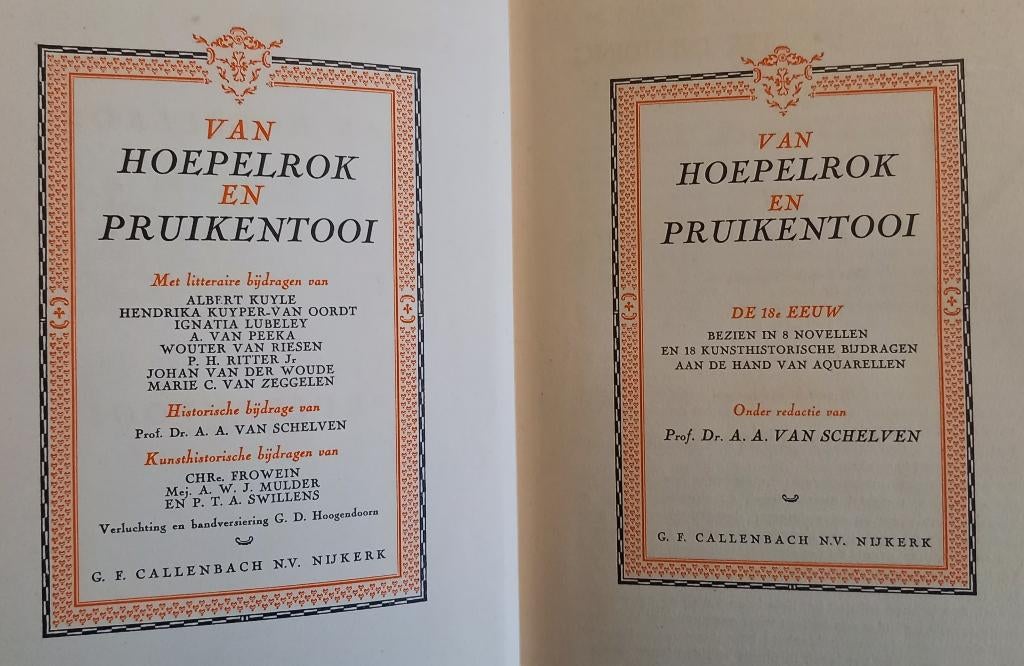 VAN
HOEPELROK
EN
PRUIKENTOOI
Met litteraire bijdragen van
ALBERT KUYLE
HENDRIKA KUYPER-VAN OORDT
IGNATIA LUBELEY
A. VAN PEEKA
WOUTER VAN RIESEN
P. H. RITTER Jr
JOHAN VAN DER WOUDE
MARIE C. VAN ZEGGELEN
Historische bijdrage van
Prof. Dr. A. A. VAN SCHELVEN
Kunsthistorische bijdragen van
CHRe. FROWEIN
Mej. A. W. J. MULDER
EN P. T. A. SWILLENS
Verluchting en bandversiering G. D. Hoogendoorn
G. F. CALLENBACH N.V. NIJKERK
VAN
HOEPELROK
EN
PRUIKENTOOI
DE 18e EEUW
BEZIEN IN 8 NOVELLEN
EN 18 KUNSTHISTORISCHE BIJDRAGEN
AAN DE HAND VAN AQUARELLEN
Onder redactie van
Prof. Dr. A. A. VAN SCHELVEN
G. F. CALLENBACH N.V. NIJKERK